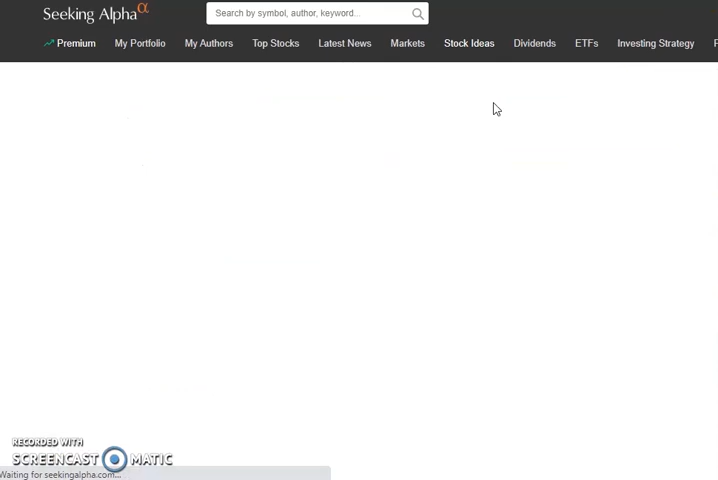 Seeking Alpha α
Search by symbol, author, keyword...
Premium My Portfolio My Authors Top Stocks Latest News Markets Stock Ideas Dividends ETFs Investing Strategy
RECORDED WITH
SCREENCAST MATIC
Waiting for seekingalpha.com...